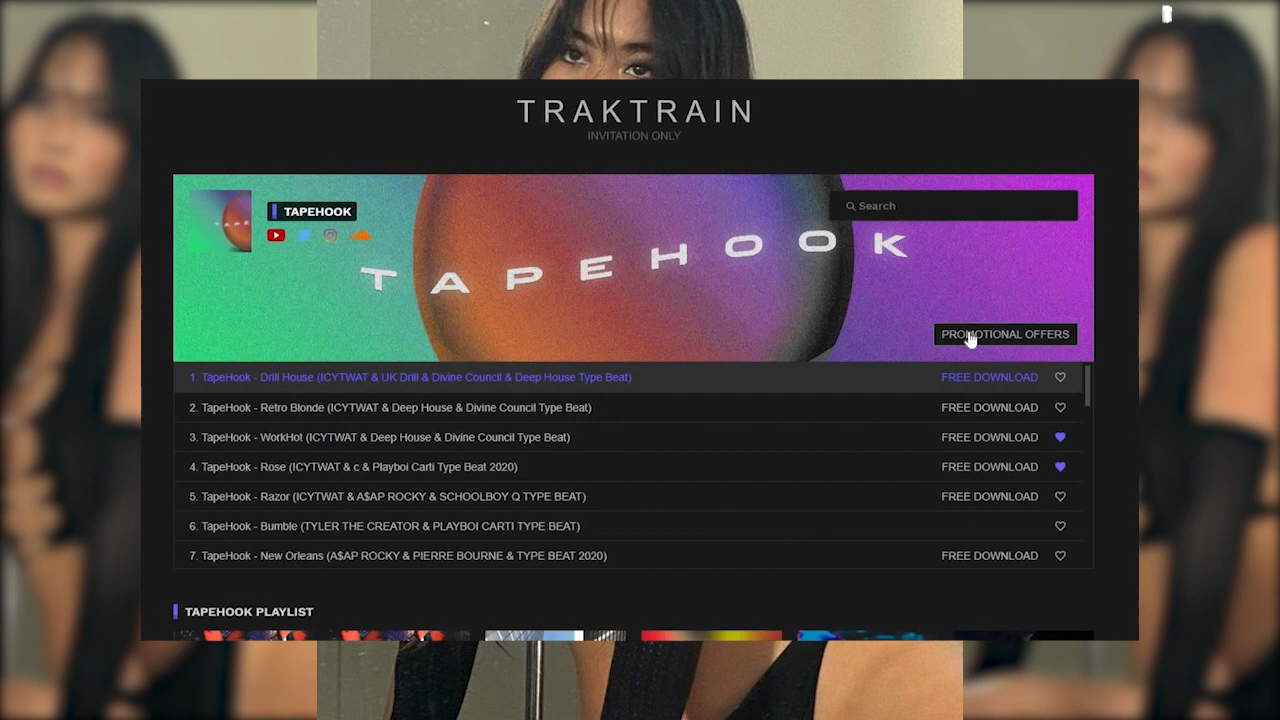 TRAKTRAIN
INVITATION ONLY
TAPEHOOK
Search
TAPEHOOK
PROMOTIONAL OFFERS
1. TapeHook - Drill House (ICYTWAT & UK Drill & Divine Council & Deep House Type Beat) FREE DOWNLOAD
2. TapeHook - Retro Blonde (ICYTWAT & Deep House & Divine Council Type Beat) FREE DOWNLOAD
3. TapeHook - WorkHot (ICYTWAT & Deep House & Divine Council Type Beat) FREE DOWNLOAD
4. TapeHook - Rose (ICYTWAT & c & Playboi Carti Type Beat 2020) FREE DOWNLOAD
5. TapeHook - Razor (ICYTWAT & A$AP ROCKY & SCHOOLBOY Q TYPE BEAT) FREE DOWNLOAD
6. TapeHook - Bumble (TYLER THE CREATOR & PLAYBOI CARTI TYPE BEAT)
7. TapeHook - New Orleans (A$AP ROCKY & PIERRE BOURNE & TYPE BEAT 2020) FREE DOWNLOAD
TAPEHOOK PLAYLIST